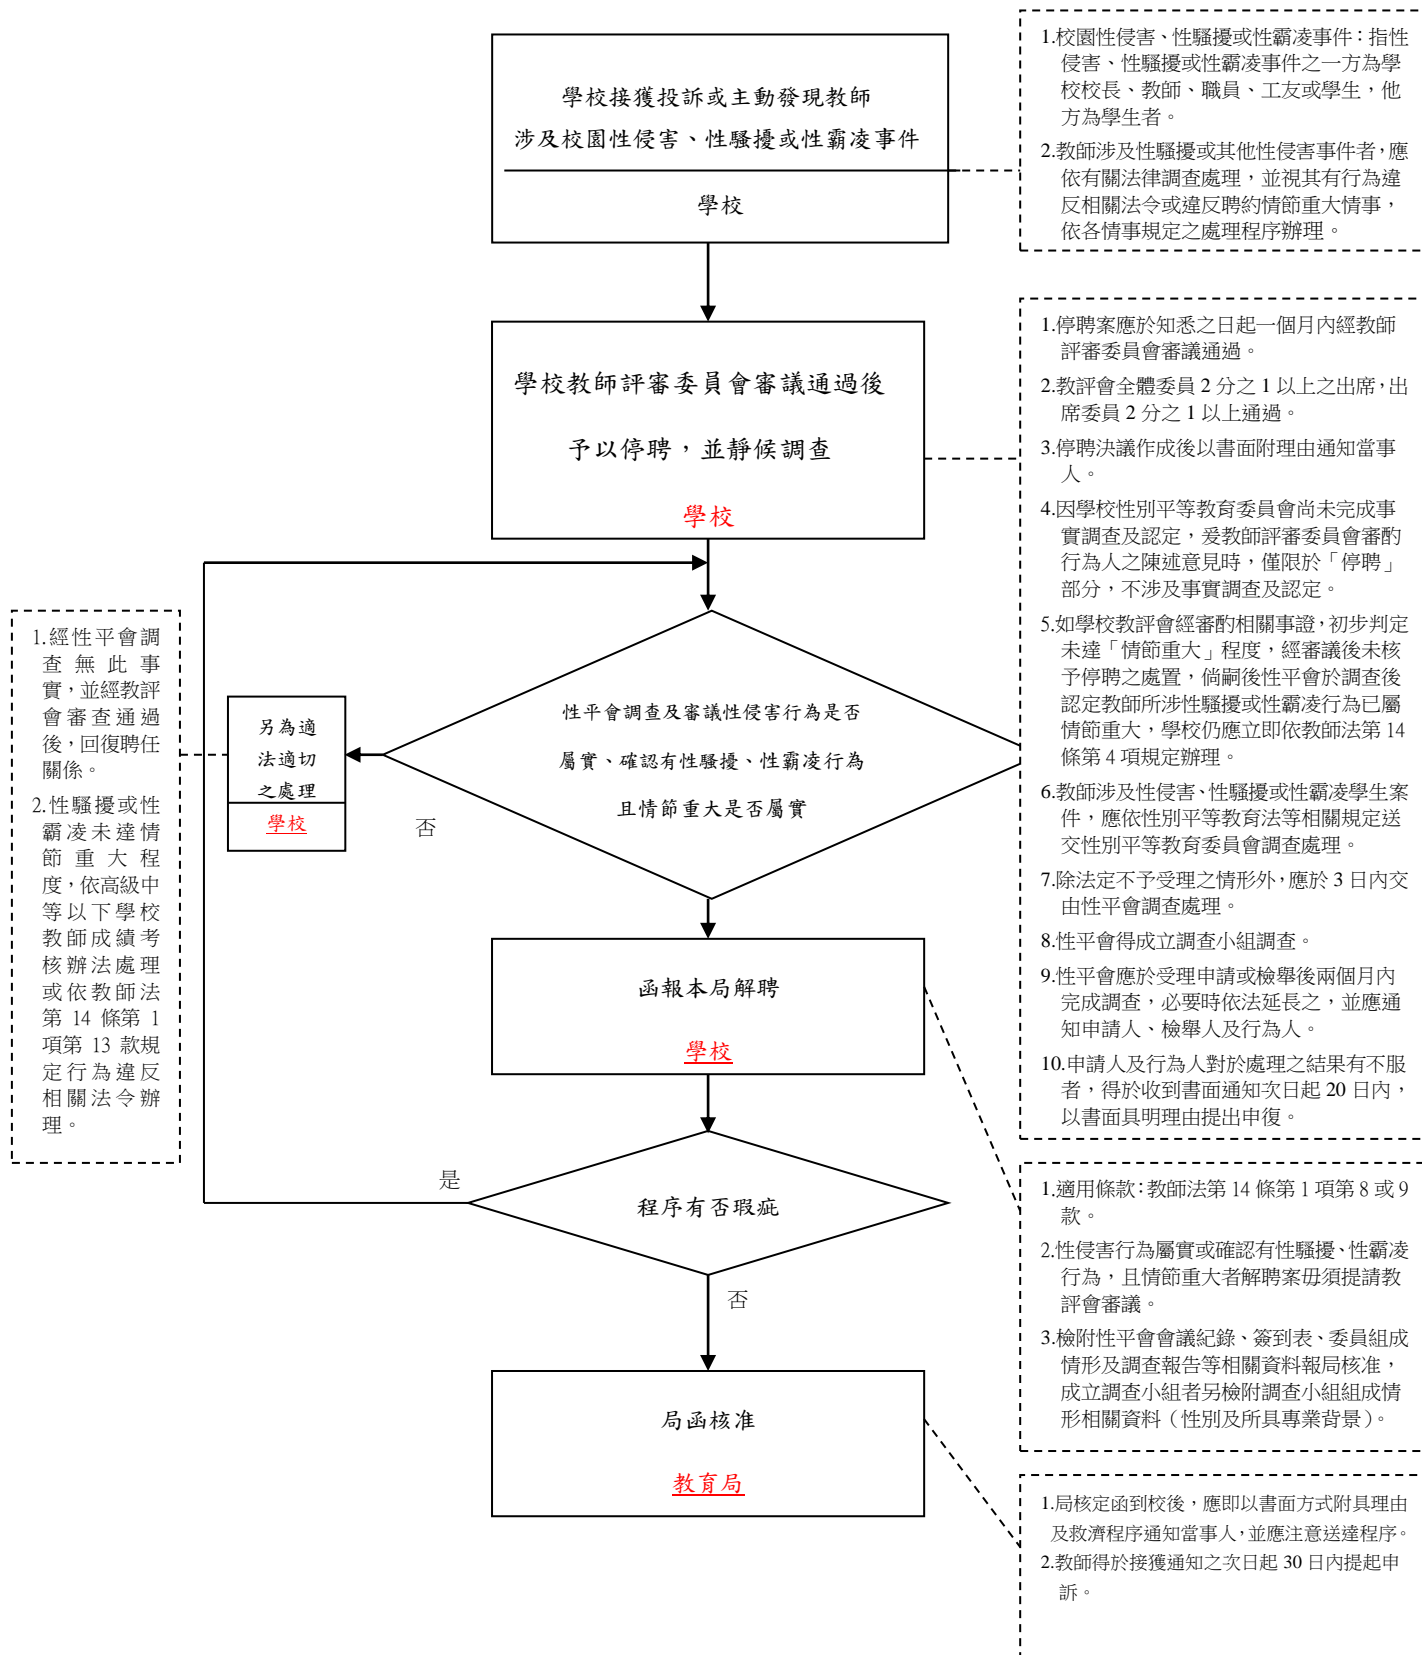 學校接獲投訴或主動發現教師
涉及校園性侵害、性騷擾或性霸凌事件
學校
1.校園性侵害、性騷擾或性霸凌事件：指性
侵害、性騷擾或性霸凌事件之一方為學
校校長、教師、職員、工友或學生，他
方為學生者。
2.教師涉及性騷擾或其他性侵害事件者，應
依有關法律調查處理，並視其有行為違
反相關法令或違反聘約情節重大情事，
依各情事規定之處理程序辦理。
學校教師評審委員會審議通過後
予以停聘，並靜候調查
學校
1.停聘案應於知悉之日起一個月內經教師
評審委員會審議通過。
2.教評會全體委員 2 分之 1 以上之出席，出
席委員 2 分之 1 以上通過。
3.停聘決議作成後以書面附理由通知當事
人。
4.因學校性別平等教育委員會尚未完成事
實調查及認定，爰教師評審委員會審酌
行為人之陳述意見時，僅限於「停聘」
部分，不涉及事實調查及認定。
5.如學校教評會經審酌相關事證，初步判定
未達「情節重大」程度，經審議後未核
予停聘之處置，倘嗣後性平會於調查後
認定教師所涉性騷擾或性霸凌行為已屬
情節重大，學校仍應立即依教師法第 14
條第 4 項規定辦理。
6.教師涉及性侵害、性騷擾或性霸凌學生案
件，應依性別平等教育法等相關規定送
交性別平等教育委員會調查處理。
7.除法定不予受理之情形外，應於 3 日內交
由性平會調查處理。
8.性平會得成立調查小組調查。
9.性平會應於受理申請或檢舉後兩個月內
完成調查，必要時依法延長之，並應通
知申請人、檢舉人及行為人。
10.申請人及行為人對於處理之結果有不服
者，得於收到書面通知次日起 20 日內，
以書面具明理由提出申復。
性平會調查及審議性侵害行為是否
屬實、確認有性騷擾、性霸凌行為
且情節重大是否屬實
否
另為適
法適切
之處理
學校
1.經性平會調
查無此事
實，並經教評
會審查通過
後，回復聘任
關係。
2.性騷擾或性
霸凌未達情
節重大程
度，依高級中
等以下學校
教師成績考
核辦法處理
或依教師法
第 14 條第 1
項第 13 款規
定行為違反
相關法令辦
理。
函報本局解聘
學校
程序有否瑕疵
是
否
1.適用條款：教師法第 14 條第 1 項第 8 或 9
款。
2.性侵害行為屬實或確認有性騷擾、性霸凌
行為，且情節重大者解聘案毋須提請教
評會審議。
3.檢附性平會會議紀錄、簽到表、委員組成
情形及調查報告等相關資料報局核准，
成立調查小組者另檢附調查小組組成情
形相關資料（性別及所具專業背景）。
局函核准
教育局
1.局核定函到校後，應即以書面方式附具理由
及救濟程序通知當事人，並應注意送達程序。
2.教師得於接獲通知之次日起 30 日內提起申
訴。